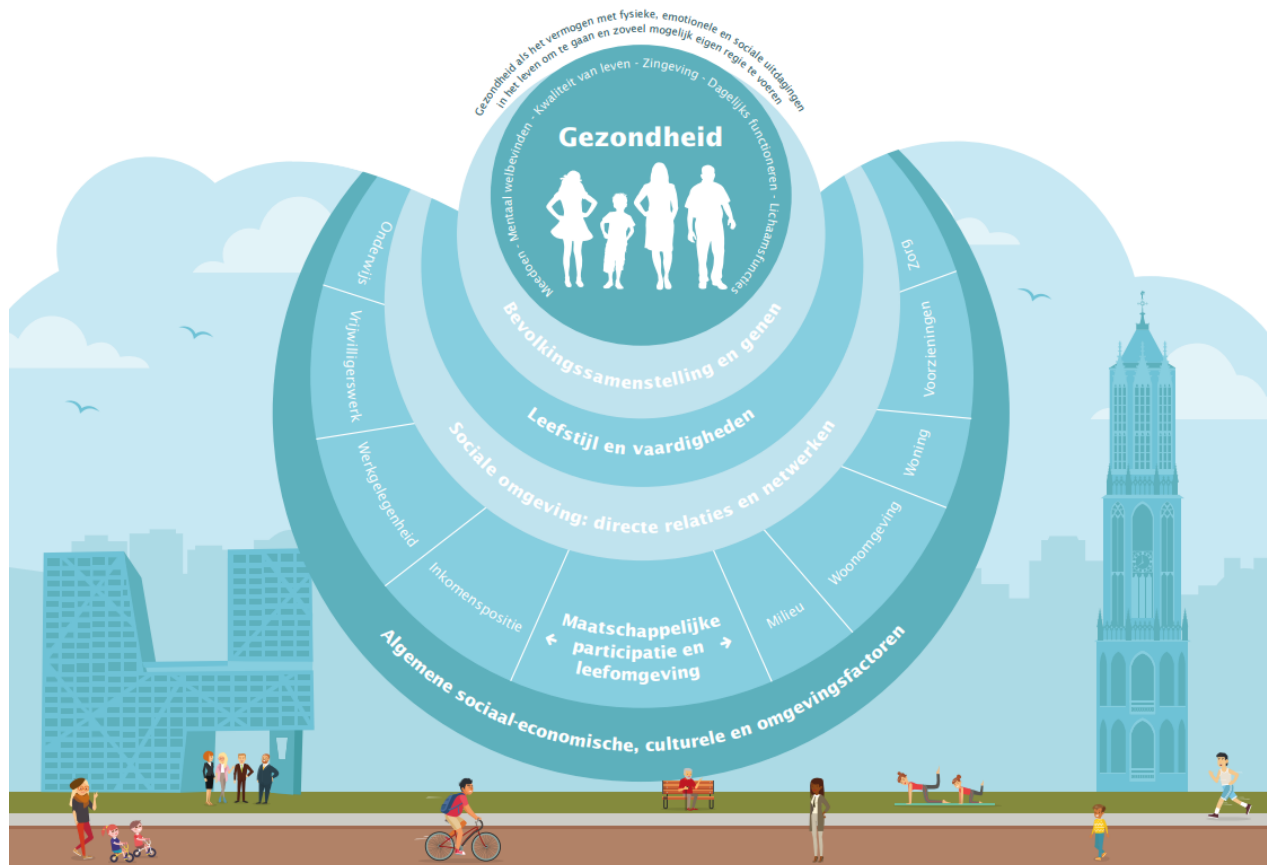 Gezondheid als het vermogen met fysieke, emotionele en sociale uitdagingen
in het leven om te gaan en zoveel mogelijk eigen regie te voeren
Meedoen - Mentaal welbevinden - Kwaliteit van leven - Zingeving - Dagelijks functioneren - Lichaamsfuncties
Gezondheid
Bevolkingssamenstelling en genen
Leefstijl en vaardigheden
Sociale omgeving: directe relaties en netwerken
Onderwijs
Vrijwilligerswerk
Werkgelegenheid
Inkomenspositie
Maatschappelijke
participatie en
leefomgeving
Milieu
Woonomgeving
Woning
Voorzieningen
Zorg
Algemene sociaal-economische, culturele en omgevingsfactoren